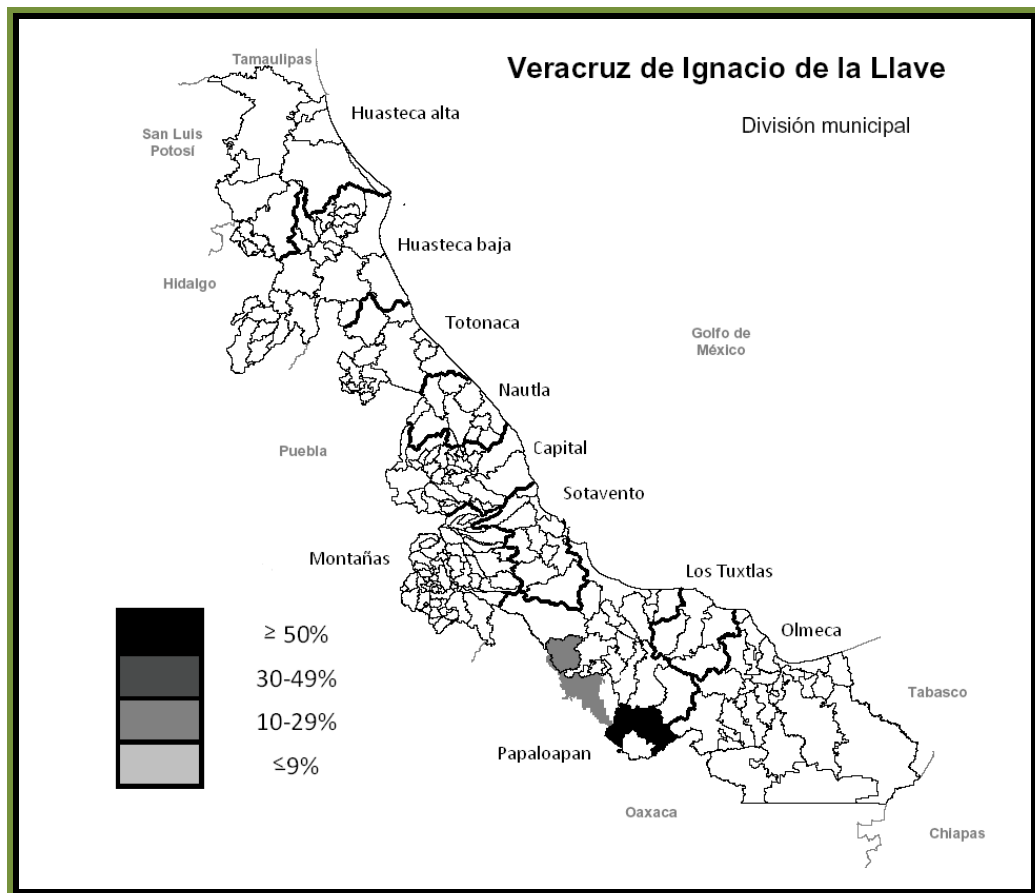 Tamaulipas
Veracruz de Ignacio de la Llave
Huasteca alta
División municipal
San Luis
Potosí
Huasteca baja
Hidalgo
Totonaca
Golfo de
México
Nautla
Puebla
Capital
Sotavento
Montañas
Los Tuxtlas
Olmeca
≥ 50%
30-49%
10-29%
≤9%
Tabasco
Papaloapan
Oaxaca
Chiapas